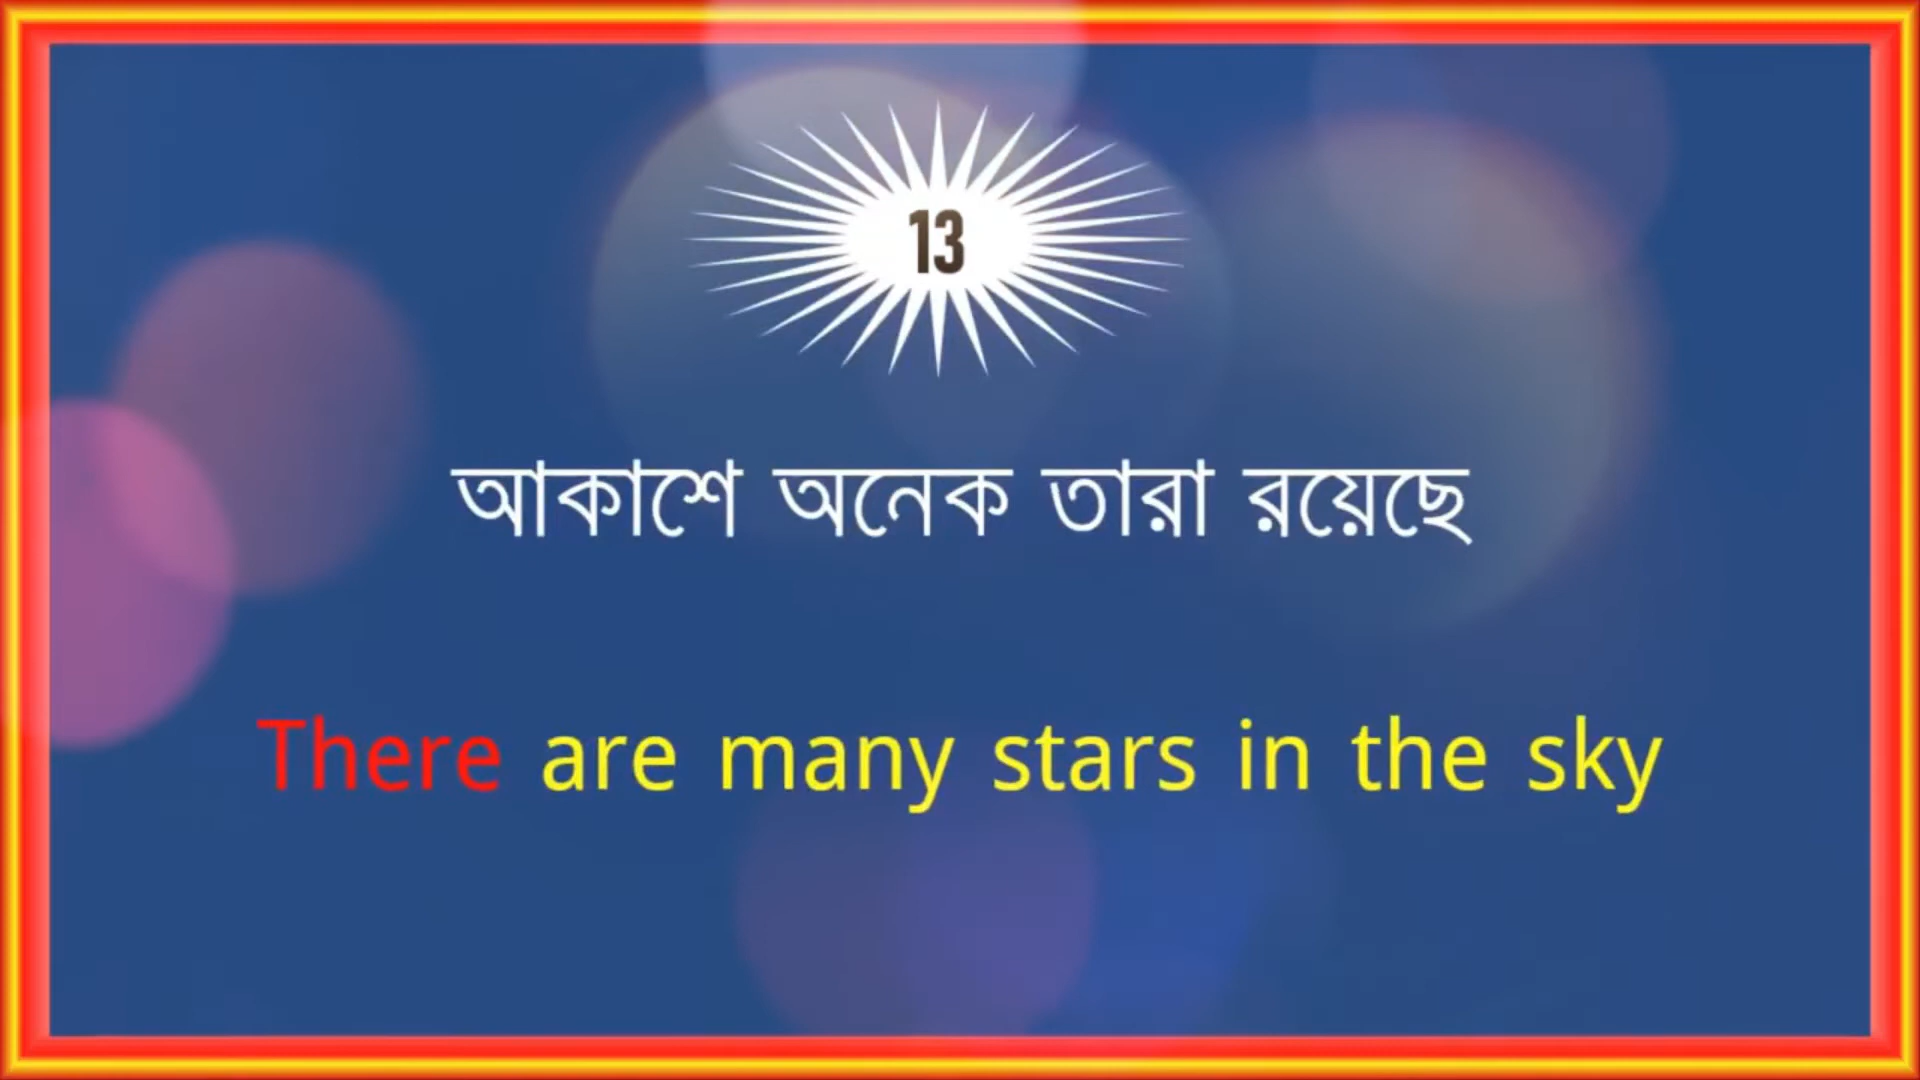 13
আকাশে অনেক তারা রয়েছে
There are many stars in the sky